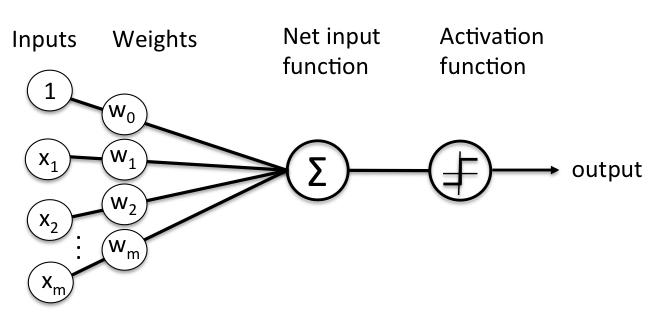 Inputs
Weights
Net input
function
Activation
function
1
w₀
x₁
w₁
Σ
output
x₂
w₂
⋮
wₘ
xₘ